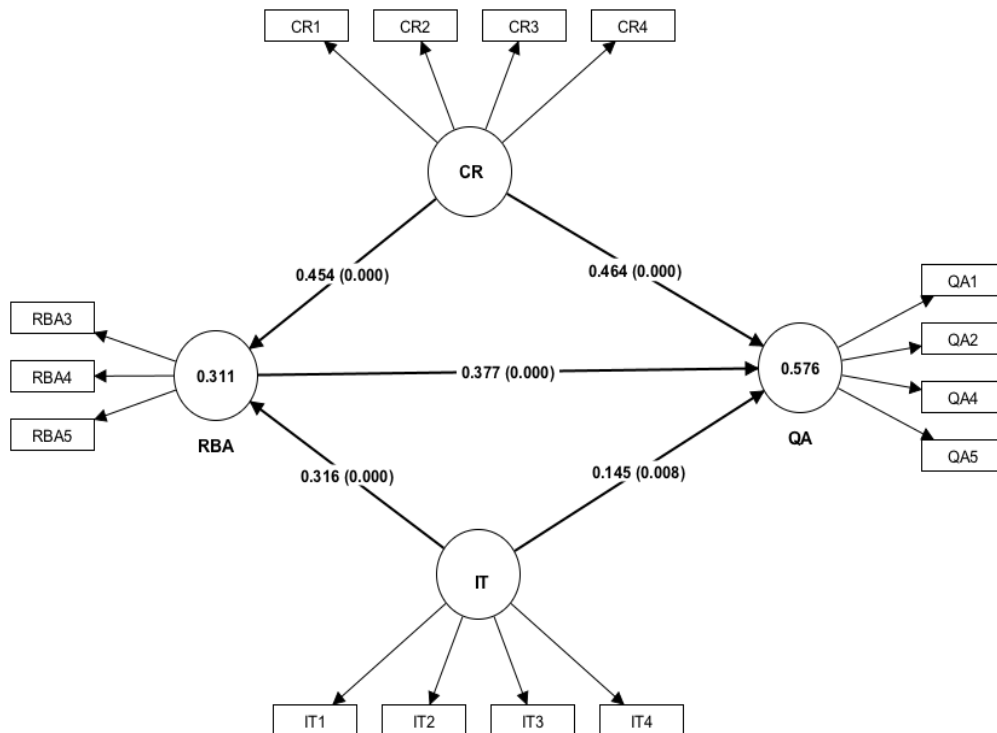 CR1
CR2
CR3
CR4
CR
0.454 (0.000)
0.464 (0.000)
RBA3
RBA4
RBA5
0.311
RBA
0.377 (0.000)
0.576
QA
QA1
QA2
QA4
QA5
0.316 (0.000)
0.145 (0.008)
IT
IT1
IT2
IT3
IT4